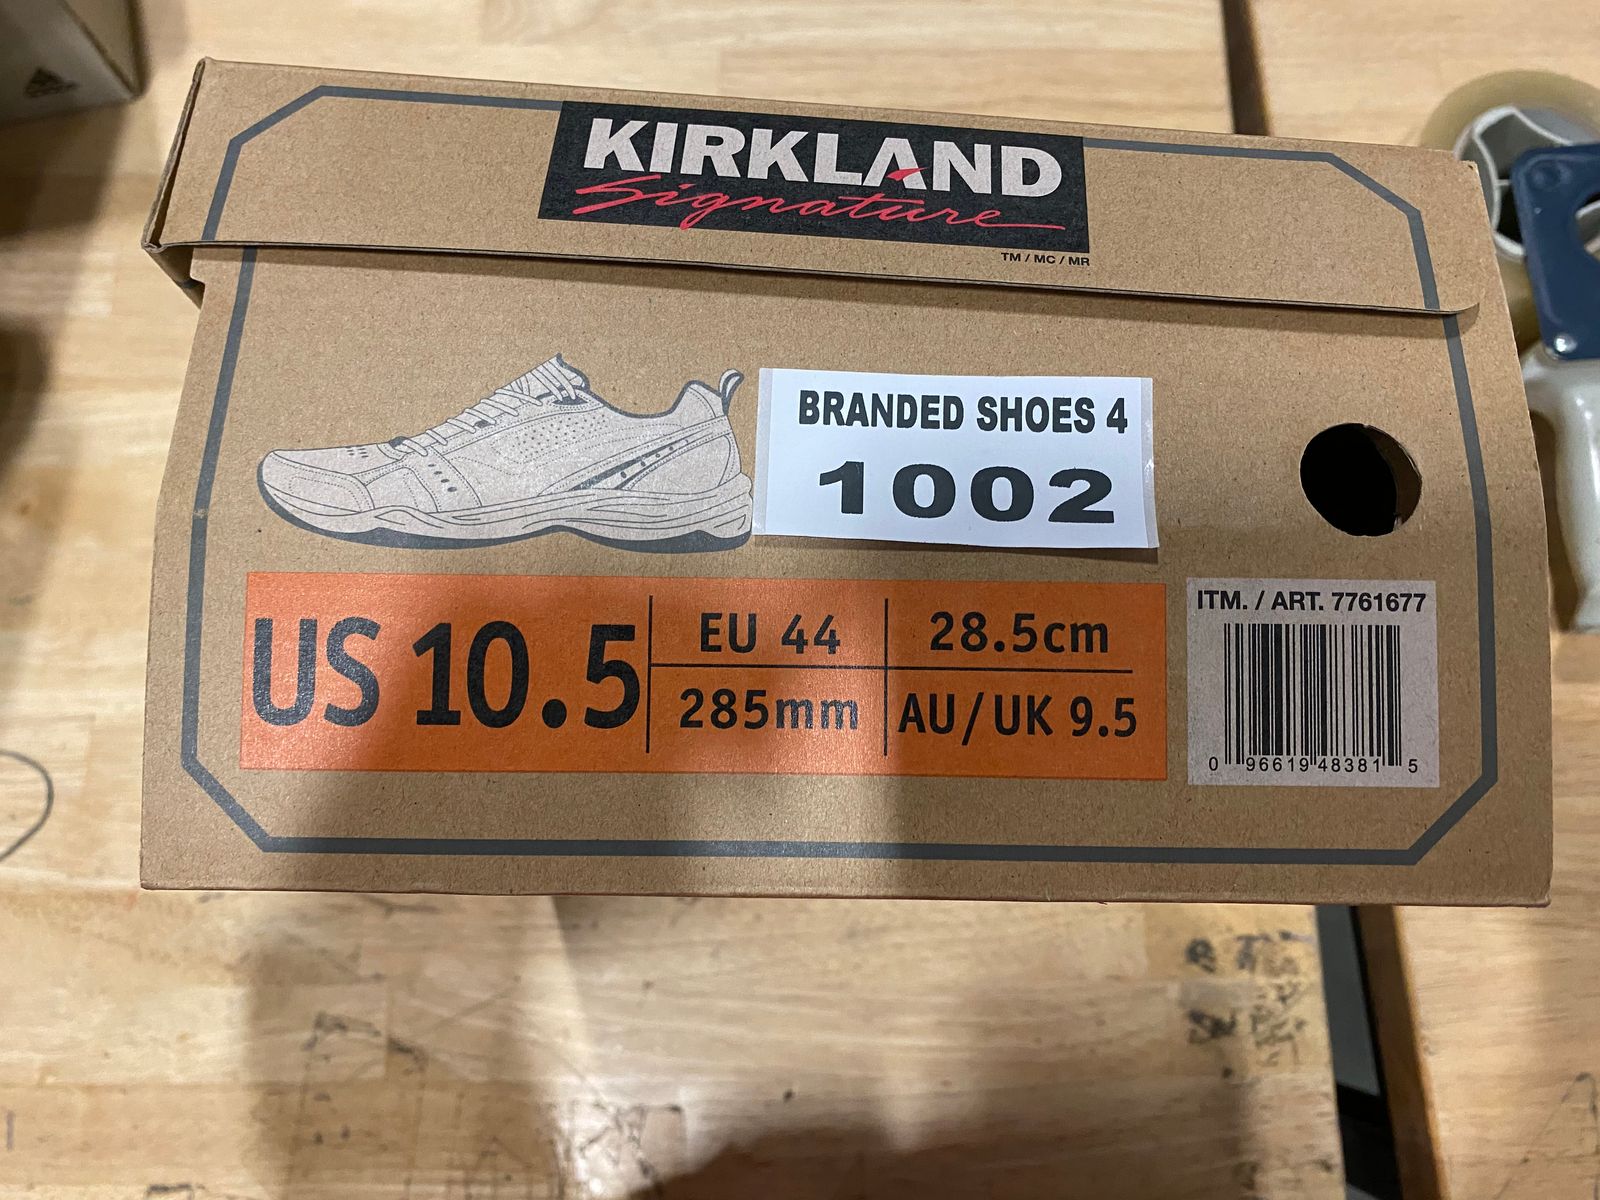 KIRKLAND
Signature
TM / MC / MR
BRANDED SHOES 4
1002
US 10.5
EU 44
28.5cm
285mm
AU/UK 9.5
ITM. / ART. 7761677
0 96619 48381 5